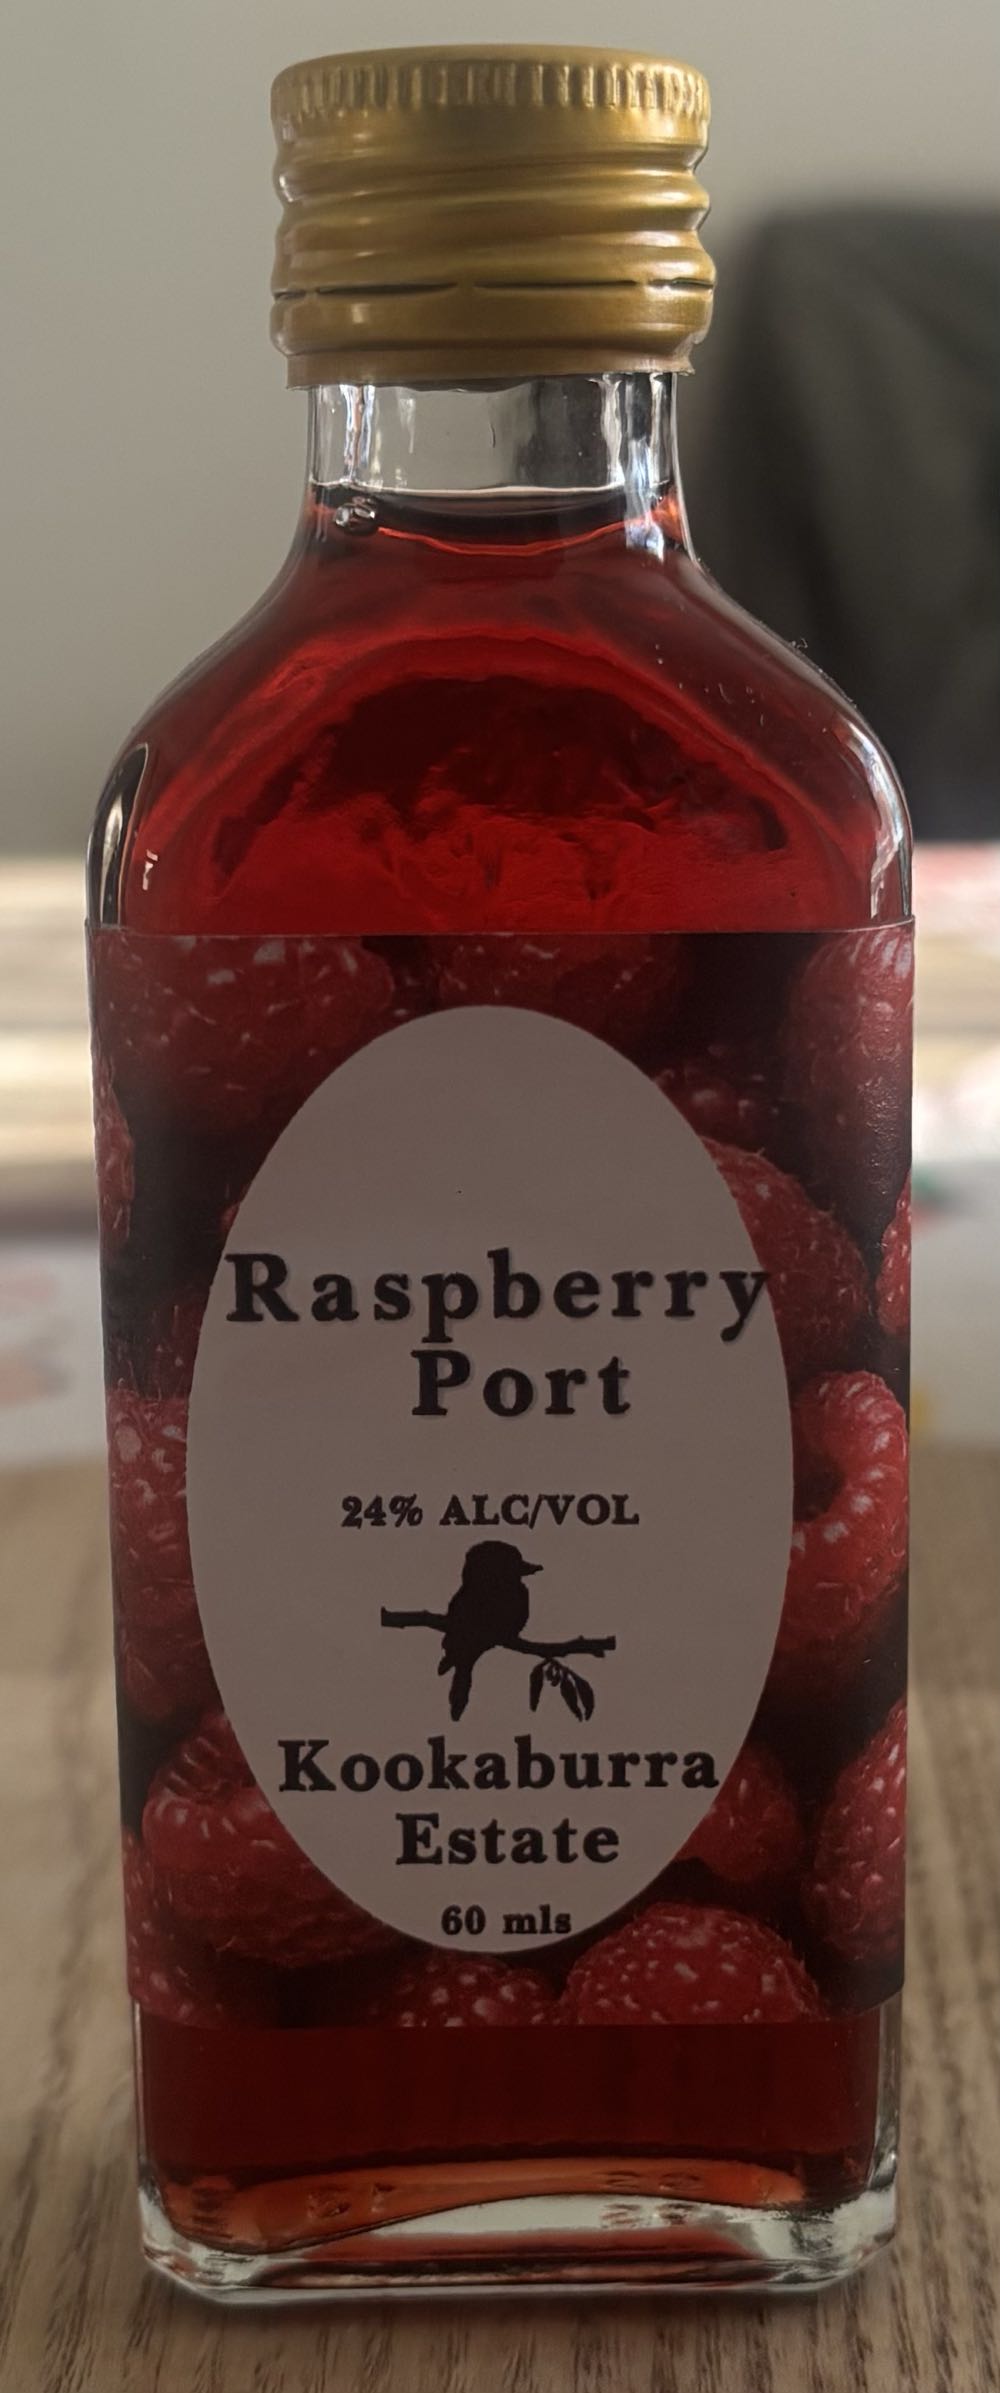 Raspberry
Port
24% ALC/VOL
Kookaburra
Estate
60 mls